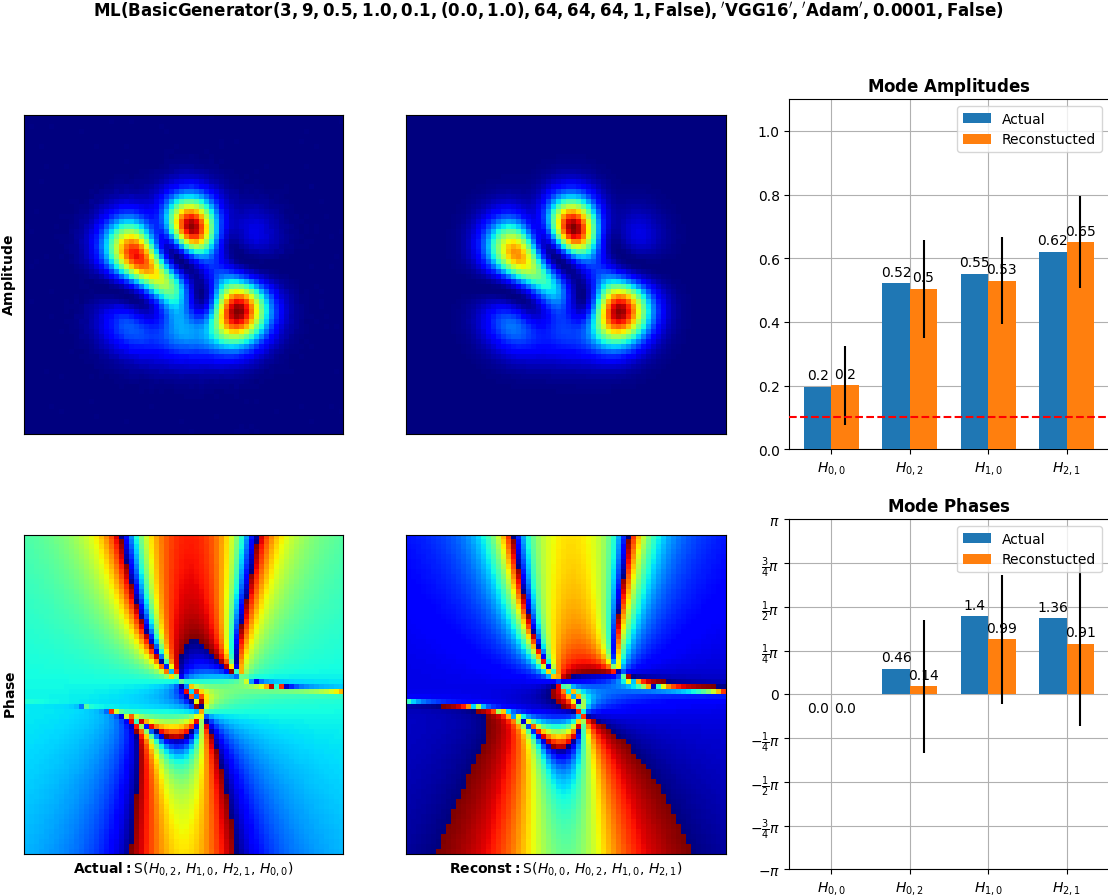 ML(BasicGenerator(3, 9, 0.5, 1.0, 0.1, (0.0, 1.0), 64, 64, 64, 1, False), ′VGG16′, ′Adam′, 0.0001, False)
Amplitude
Mode Amplitudes
Actual
Reconstucted
1.0
0.8
0.6
0.4
0.2
0.0
0.2 0.2 0.52 0.5 0.55 0.53 0.62 0.65
H0,0 H0,2 H1,0 H2,1
Phase
Actual: S(H0,2, H1,0, H2,1, H0,0)
Reconst: S(H0,0, H0,2, H1,0, H2,1)
Mode Phases
Actual
Reconstucted
π
3/4π
1/2π
1/4π
0
−1/4π
−1/2π
−3/4π
−π
0.0 0.0 0.46 0.14 1.4 0.99 1.36 0.91
H0,0 H0,2 H1,0 H2,1